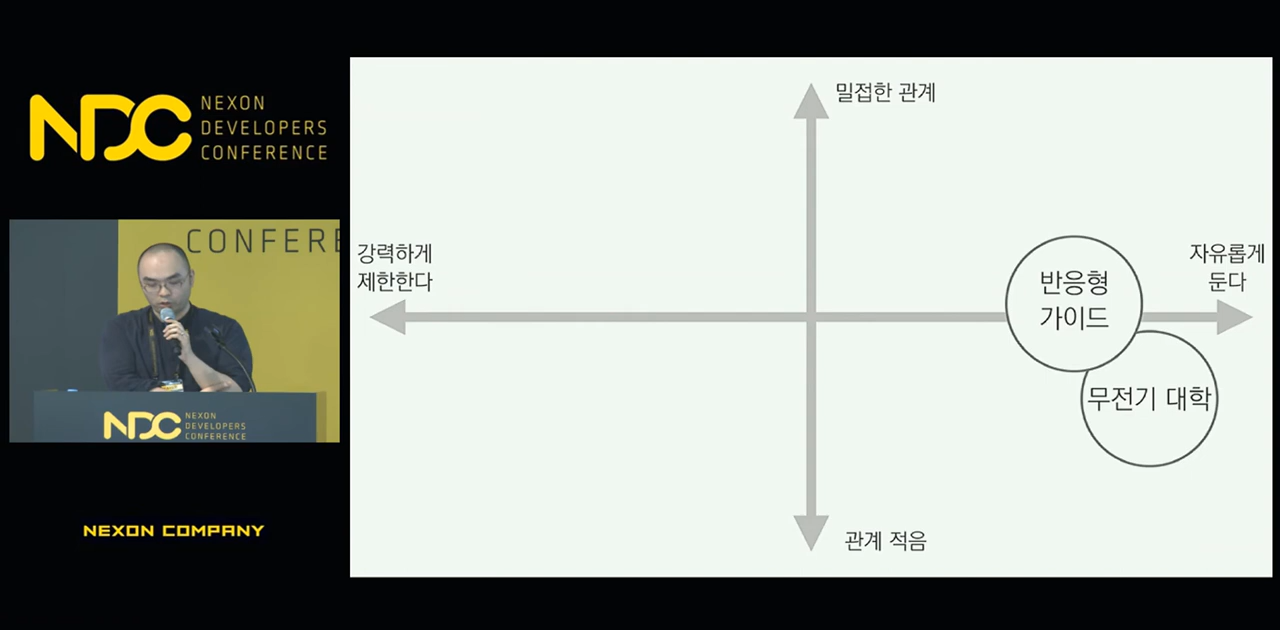 NDC
NEXON
DEVELOPERS
CONFERENCE
CONFERE
NDC
NEXON
DEVELOPERS
CONFERENCE
NEXON COMPANY
밀접한 관계
강력하게
제한한다
자유롭게
둔다
반응형
가이드
무전기 대학
관계 적음